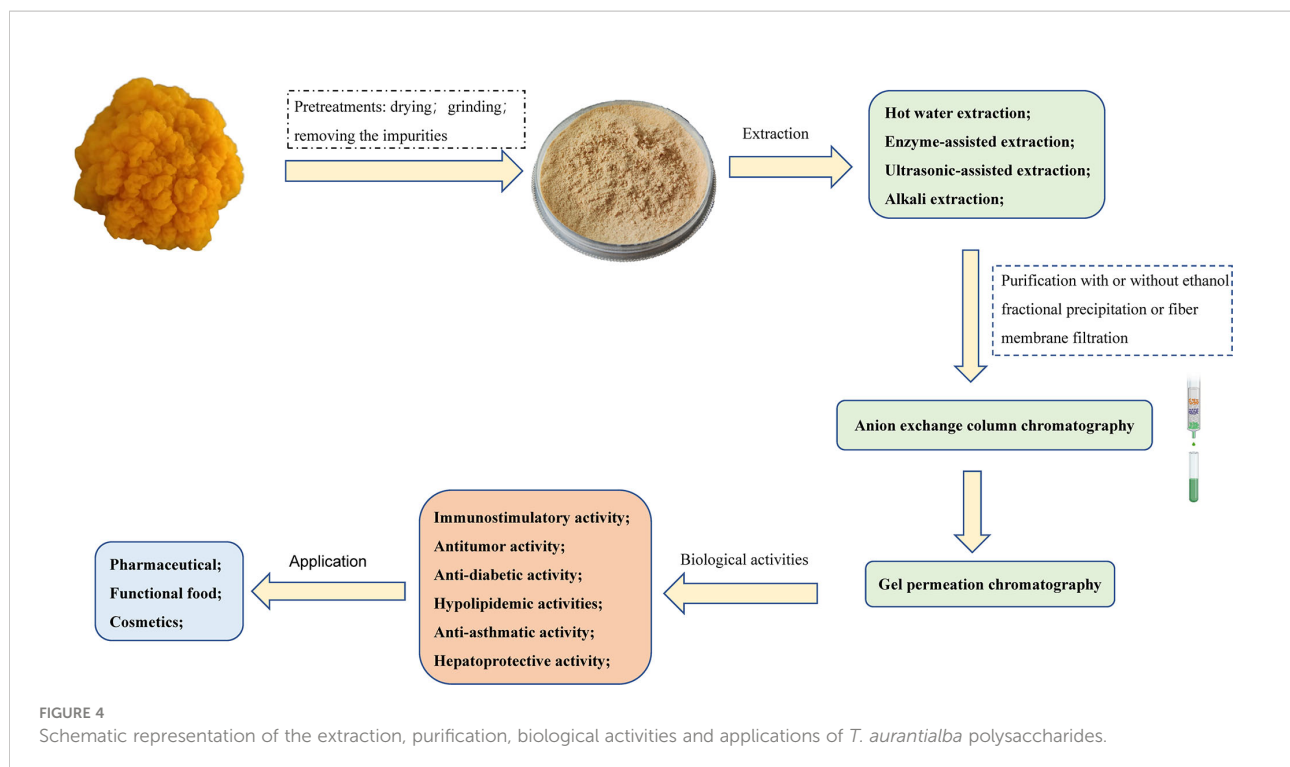 Pretreatments: drying；grinding；
removing the impurities
Extraction
Hot water extraction;
Enzyme-assisted extraction;
Ultrasonic-assisted extraction;
Alkali extraction;
Purification with or without ethanol
fractional precipitation or fiber
membrane filtration
Anion exchange column chromatography
Gel permeation chromatography
Biological activities
Immunostimulatory activity;
Antitumor activity;
Anti-diabetic activity;
Hypolipidemic activities;
Anti-asthmatic activity;
Hepatoprotective activity;
Application
Pharmaceutical;
Functional food;
Cosmetics;
FIGURE 4
Schematic representation of the extraction, purification, biological activities and applications of T. aurantialba polysaccharides.